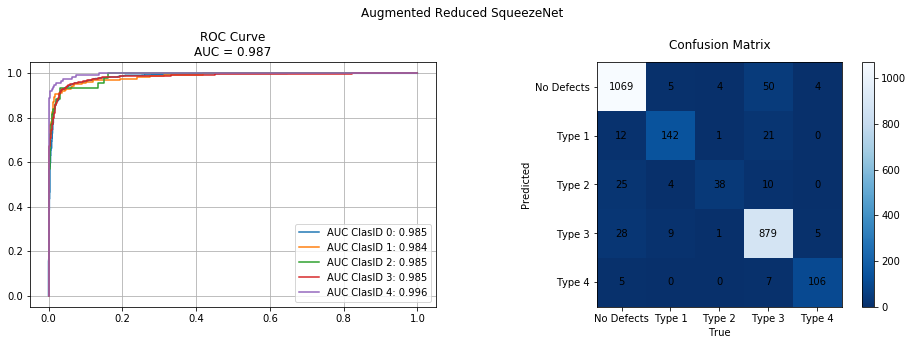 Augmented Reduced SqueezeNet
ROC Curve
AUC = 0.987
1.0
0.8
0.6
0.4
0.2
0.0
0.0 0.2 0.4 0.6 0.8 1.0
AUC ClasID 0: 0.985
AUC ClasID 1: 0.984
AUC ClasID 2: 0.985
AUC ClasID 3: 0.985
AUC ClasID 4: 0.996
Confusion Matrix
Predicted
No Defects 1069 5 4 50 4
Type 1 12 142 1 21 0
Type 2 25 4 38 10 0
Type 3 28 9 1 879 5
Type 4 5 0 0 7 106
No Defects Type 1 Type 2 Type 3 Type 4
True
1000
800
600
400
200
0